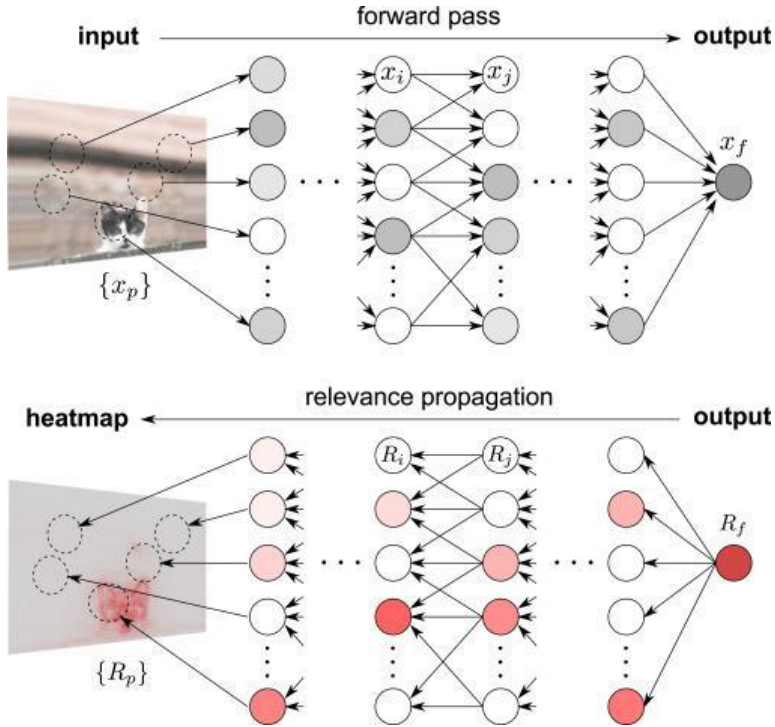 forward pass
input output
x_i x_j
x_f
. . . . . .
{x_p}
relevance propagation
heatmap output
R_i R_j
R_f
. . . . . .
{R_p}